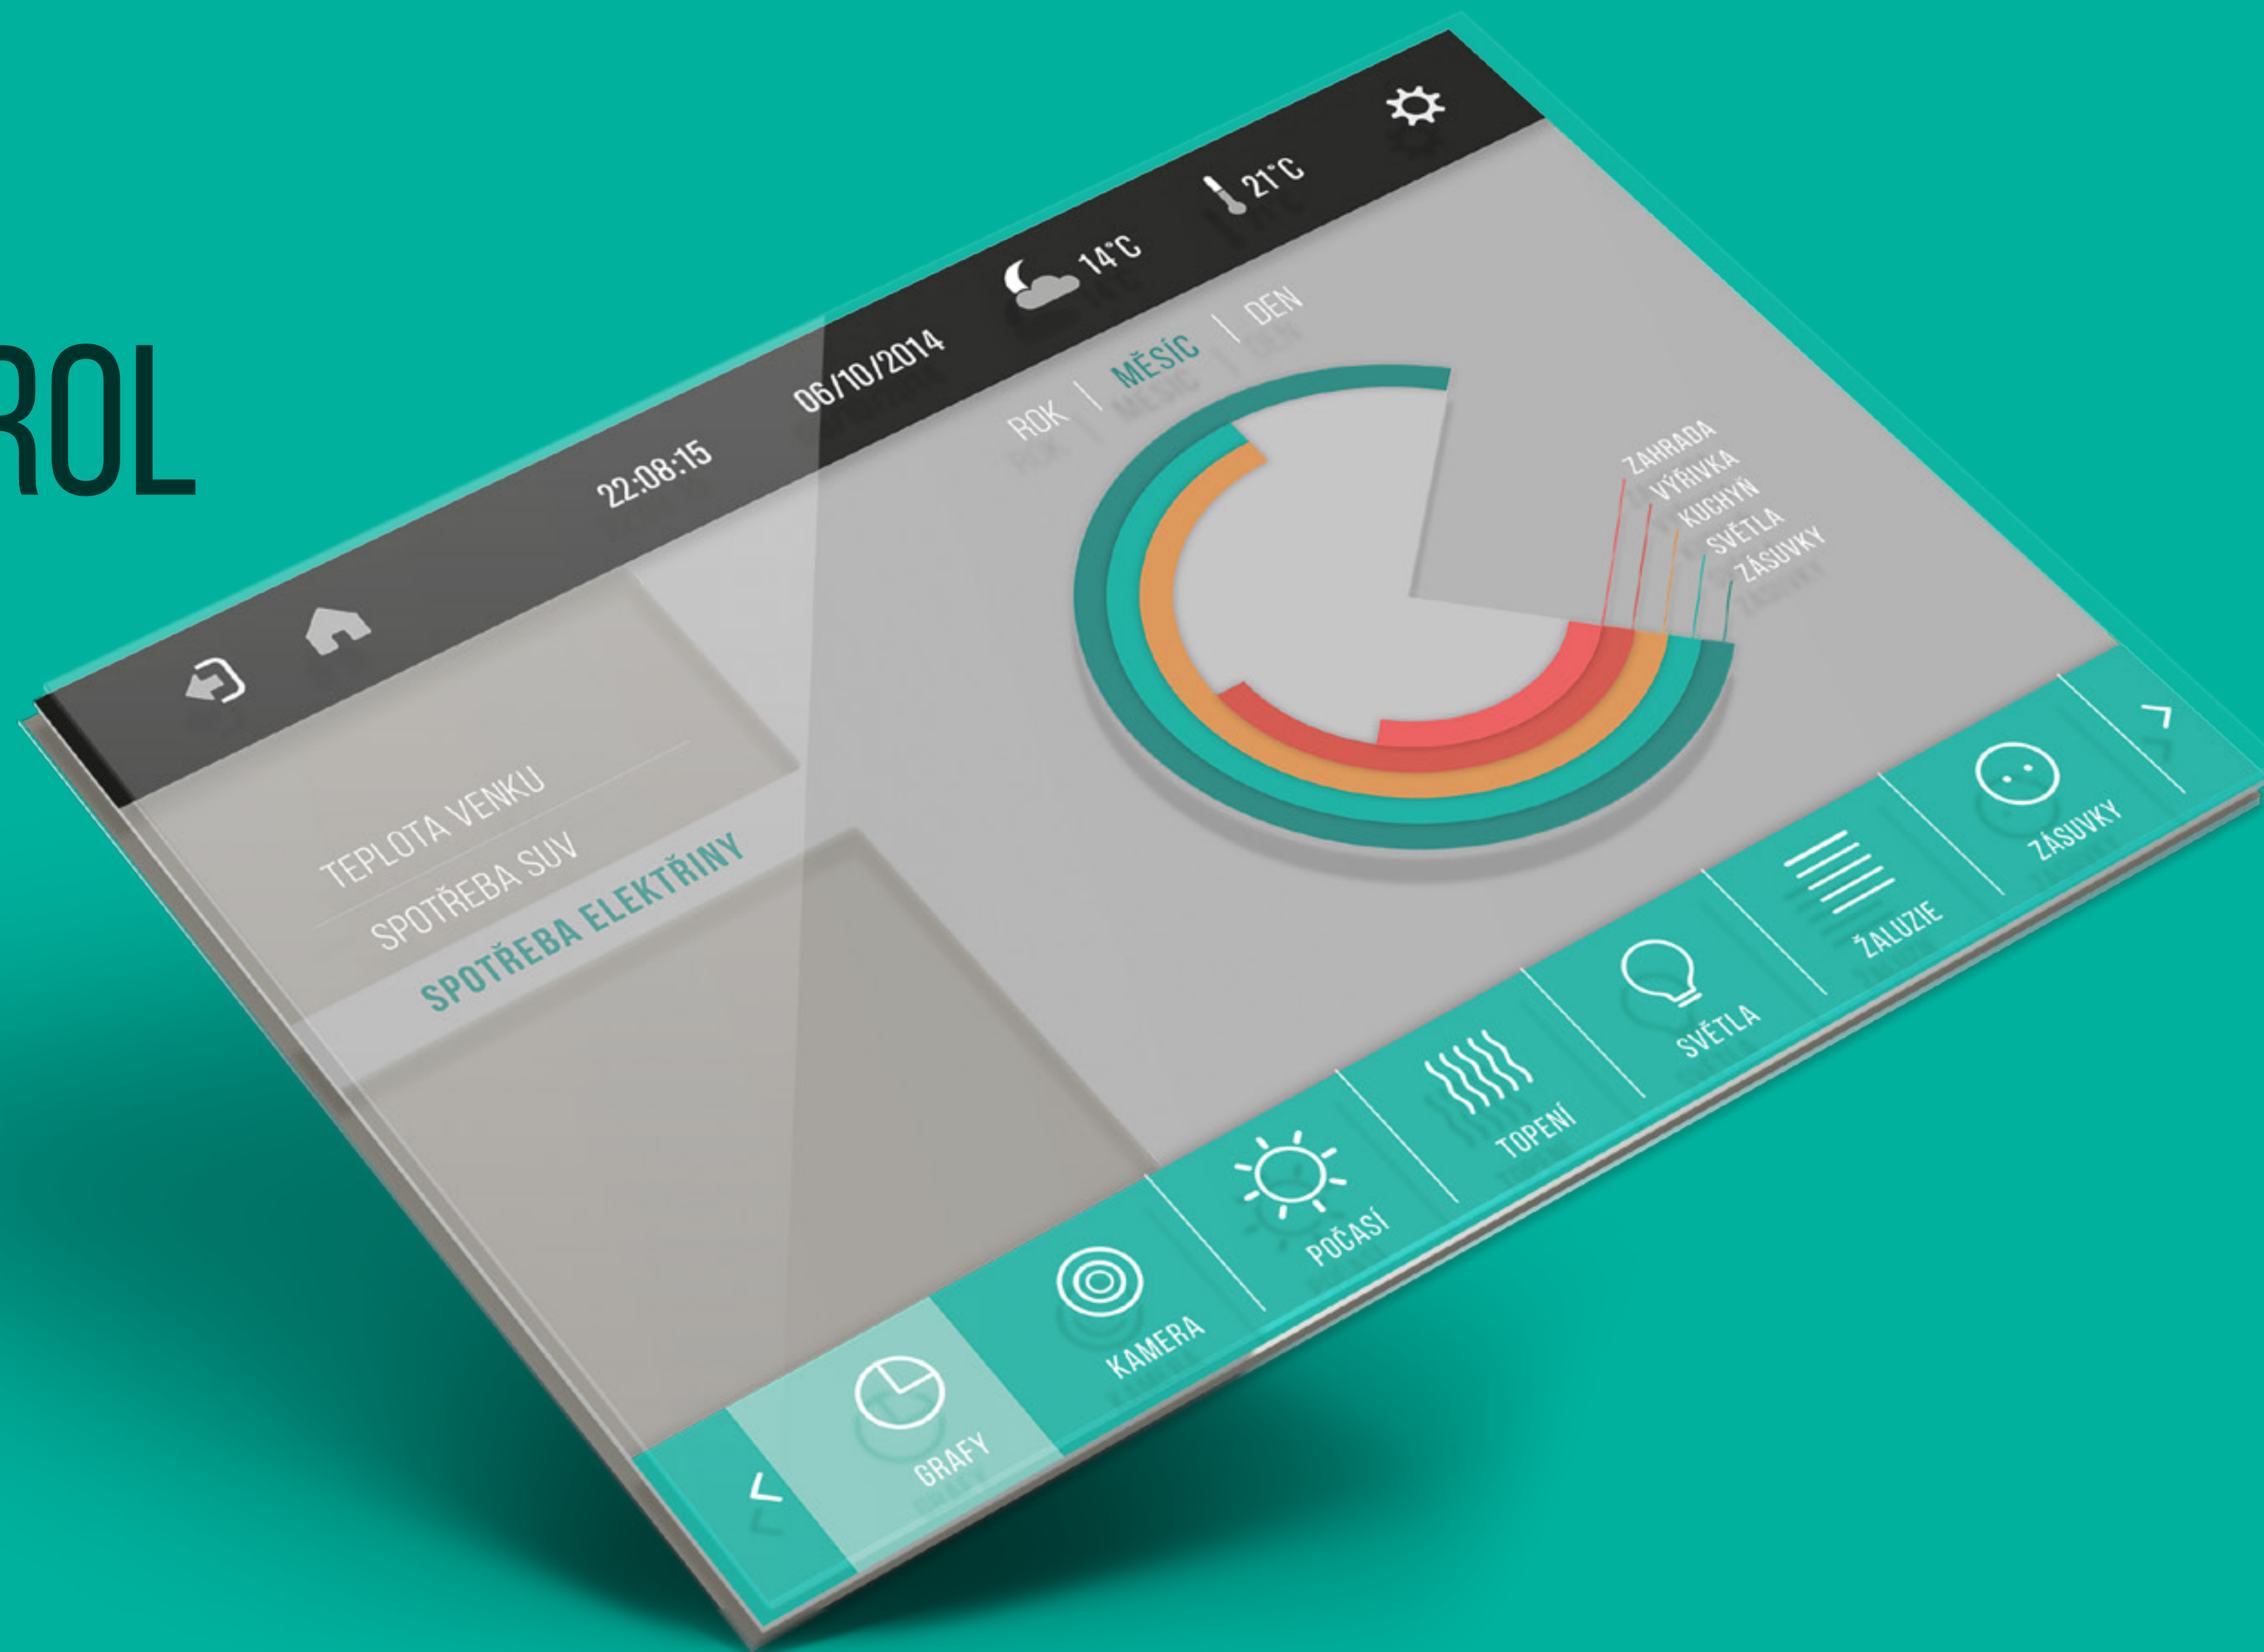 ROL
22:08:15
06/10/2014
14°C
21°C
ROK | MĚSÍC | DEN
TEPLOTA VENKU
SPOTŘEBA SUV
SPOTŘEBA ELEKTŘINY
ZAHRADA
VÝŘIVKA
KUCHYŇ
SVĚTLA
ZÁSUVKY
GRAFY
KAMERA
POČASÍ
TOPENÍ
SVĚTLA
ŽALUZIE
ZÁSUVKY